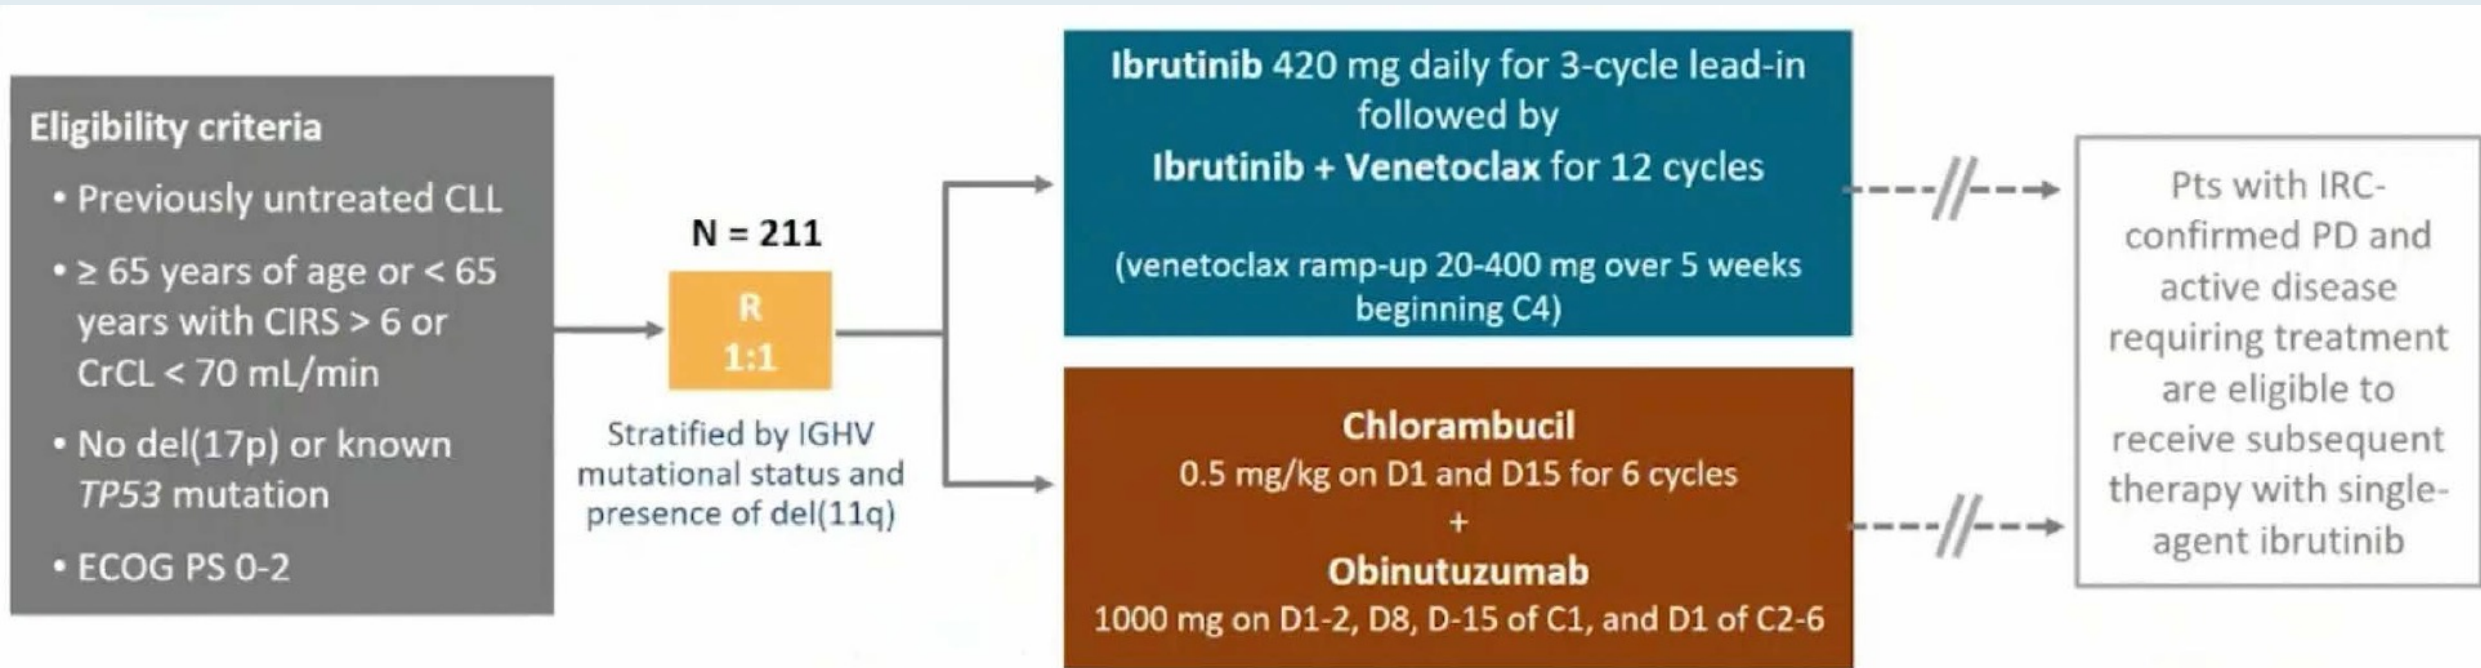 Eligibility criteria
• Previously untreated CLL
• ≥ 65 years of age or < 65
years with CIRS > 6 or
CrCL < 70 mL/min
• No del(17p) or known
TP53 mutation
• ECOG PS 0-2
N = 211
R
1:1
Stratified by IGHV
mutational status and
presence of del(11q)
Ibrutinib 420 mg daily for 3-cycle lead-in
followed by
Ibrutinib + Venetoclax for 12 cycles
(venetoclax ramp-up 20-400 mg over 5 weeks
beginning C4)
Chlorambucil
0.5 mg/kg on D1 and D15 for 6 cycles
+
Obinutuzumab
1000 mg on D1-2, D8, D-15 of C1, and D1 of C2-6
Pts with IRC-
confirmed PD and
active disease
requiring treatment
are eligible to
receive subsequent
therapy with single-
agent ibrutinib